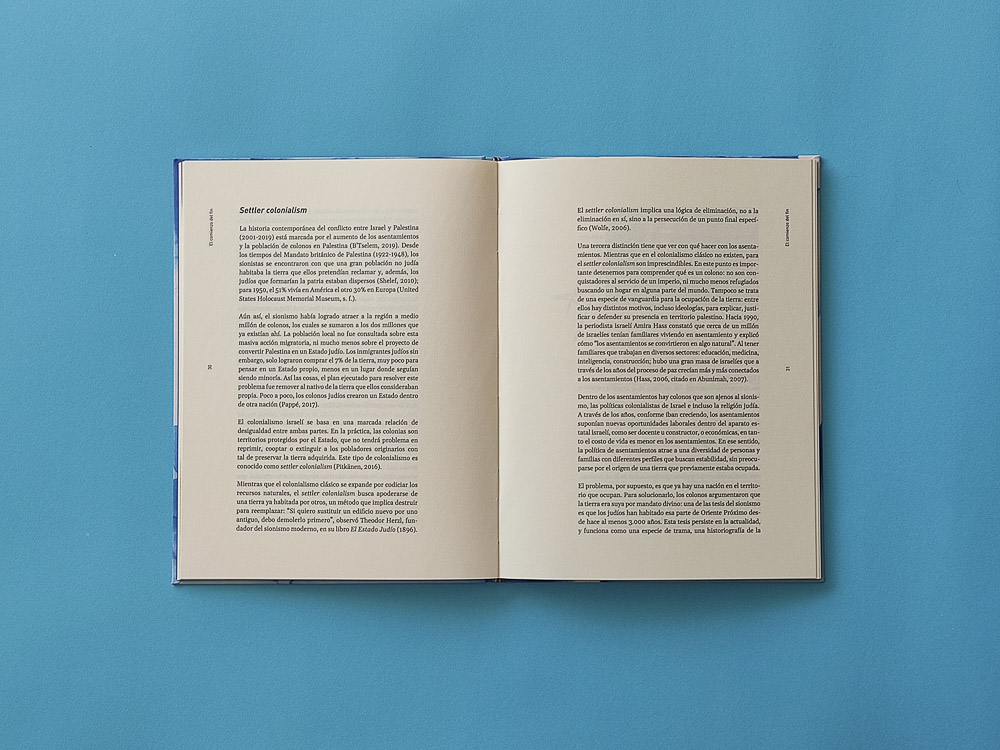 El comienzo del fin
30
Settler colonialism
La historia contemporánea del conflicto entre Israel y Palestina
(2001-2019) está marcada por el aumento de los asentamientos
y la población de colonos en Palestina (B'Tselem, 2019). Desde
los tiempos del Mandato británico de Palestina (1922-1948), los
sionistas se encontraron con que una gran población no judía
habitaba la tierra que ellos pretendían reclamar y, además, los
judíos que formarían la patria estaban dispersos (Shelef, 2010);
para 1950, el 51% vivía en América el otro 30% en Europa (United
States Holocaust Memorial Museum, s. f.).
Aún así, el sionismo había logrado atraer a la región a medio
millón de colonos, los cuales se sumaron a los dos millones que
ya existían ahí. La población local no fue consultada sobre esta
masiva acción migratoria, ni mucho menos sobre el proyecto de
convertir Palestina en un Estado judío. Los inmigrantes judíos sin
embargo, solo lograron comprar el 7% de la tierra, muy poco para
pensar en un Estado propio, menos en un lugar donde seguían
siendo minoría. Así las cosas, el plan ejecutado para resolver este
problema fue remover al nativo de la tierra que ellos consideraban
propia. Poco a poco, los colonos judíos crearon un Estado dentro
de otra nación (Pappé, 2017).
El colonialismo israelí se basa en una marcada relación de
desigualdad entre ambas partes. En la práctica, las colonias son
territorios protegidos por el Estado, que no tendrá problema en
reprimir, cooptar o extinguir a los pobladores originarios con
tal de preservar la tierra adquirida. Este tipo de colonialismo es
conocido como settler colonialism (Pitkänen, 2016).
Mientras que el colonialismo clásico se expande por codiciar los
recursos naturales, el settler colonialism busca apoderarse de
una tierra ya habitada por otros, un método que implica destruir
para reemplazar: "Si quiero sustituir un edificio nuevo por uno
antiguo, debo demolerlo primero", observó Theodor Herzl, fun-
dador del sionismo moderno, en su libro El Estado Judío (1896).
El settler colonialism implica una lógica de eliminación, no a la
eliminación en sí, sino a la persecución de un punto final especí-
fico (Wolfe, 2006).
Una tercera distinción tiene que ver con qué hacer con los asenta-
mientos. Mientras que en el colonialismo clásico no existen, para
el settler colonialism son imprescindibles. En este punto es impor-
tante detenernos para comprender qué es un colono: no son con-
quistadores al servicio de un imperio, ni mucho menos refugiados
buscando un hogar en alguna parte del mundo. Tampoco se trata
de una especie de vanguardia para la ocupación de la tierra: entre
ellos hay distintos motivos, incluso ideologías, para explicar, justi-
ficar o defender su presencia en territorio palestino. Hacia 1990,
la periodista israelí Amira Hass constató que cerca de un millón
de israelíes tenían familiares viviendo en asentamiento y explicó
cómo "los asentamientos se convirtieron en algo natural". Al tener
familiares que trabajan en diversos sectores: educación, medicina,
inteligencia, construcción; hubo una gran masa de israelíes que a
través de los años del proceso de paz crecían más y más conectados
a los asentamientos (Hass, 2006, citado en Abunimah, 2007).
Dentro de los asentamientos hay colonos que son ajenos al sionis-
mo, las políticas colonialistas de Israel e incluso la religión judía.
A través de los años, conforme iban creciendo, los asentamientos
suponían nuevas oportunidades laborales dentro del aparato es-
tatal israelí, como ser docente u constructor, o económicas, en tan-
to el costo de vida es menor en los asentamientos. En ese sentido,
la política de asentamientos atrae a una diversidad de personas y
familias con diferentes perfiles que buscan estabilidad, sin preocu-
parse por el origen de una tierra que previamente estaba ocupada.
El problema, por supuesto, es que ya hay una nación en el territo-
rio que ocupan. Para solucionarlo, los colonos argumentaron que
la tierra era suya por mandato divino: una de las tesis del sionismo
es que los judíos han habitado esa parte de Oriente Próximo des-
de hace al menos 3.000 años. Esta tesis persiste en la actualidad,
y funciona como una especie de trama, una historiografía de la
El comienzo del fin
31